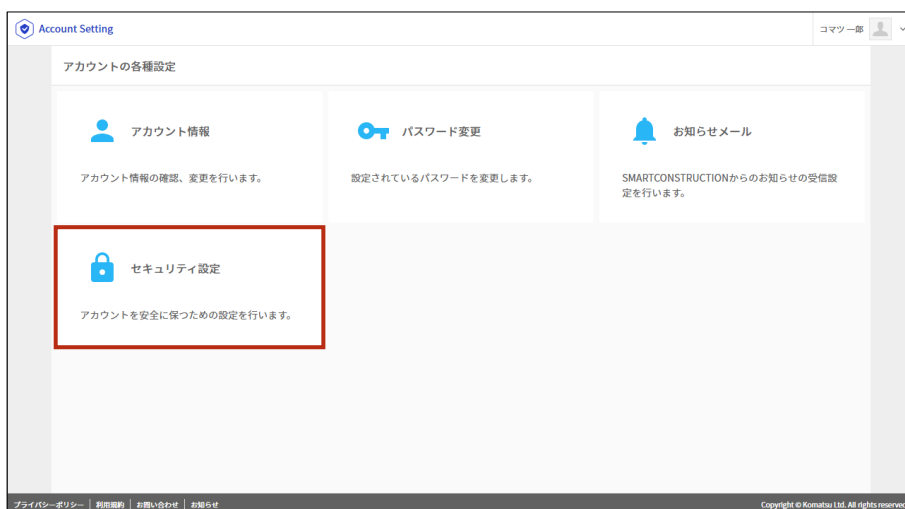 Account Setting
コマツ 一郎
アカウントの各種設定
アカウント情報
パスワード変更
お知らせメール
アカウント情報の確認、変更を行います。
設定されているパスワードを変更します。
SMARTCONSTRUCTIONからのお知らせの受信設
定を行います。
セキュリティ設定
アカウントを安全に保つための設定を行います。
プライバシーポリシー | 利用規約 | お問い合わせ | お知らせ
Copyright © Komatsu Ltd. All rights reserved